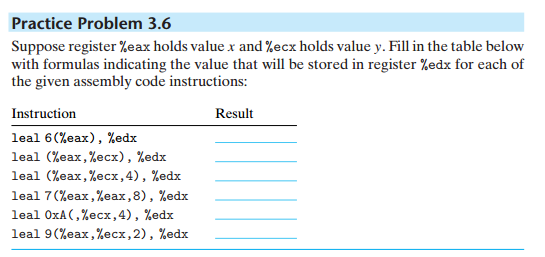 Practice Problem 3.6
Suppose register %eax holds value x and %ecx holds value y. Fill in the table below
with formulas indicating the value that will be stored in register %edx for each of
the given assembly code instructions:
Instruction Result
leal 6(%eax), %edx
leal (%eax,%ecx), %edx
leal (%eax,%ecx,4), %edx
leal 7(%eax,%eax,8), %edx
leal 0xA(,%ecx,4), %edx
leal 9(%eax,%ecx,2), %edx